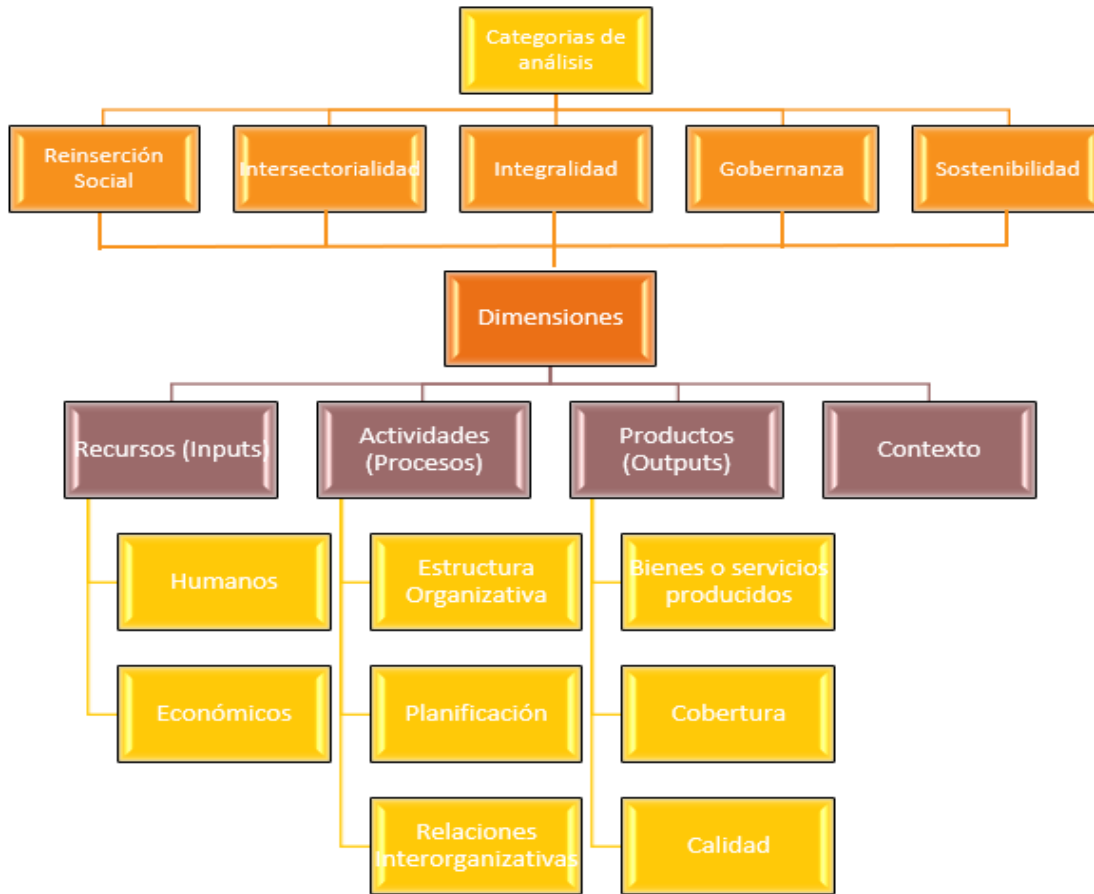 Categorias de
análisis
Reinserción
Social
Intersectorialidad
Integralidad
Gobernanza
Sostenibilidad
Dimensiones
Recursos (Inputs)
Actividades
(Procesos)
Productos
(Outputs)
Contexto
Humanos
Estructura
Organizativa
Bienes o servicios
producidos
Económicos
Planificación
Cobertura
Relaciones
Interorganizativas
Calidad